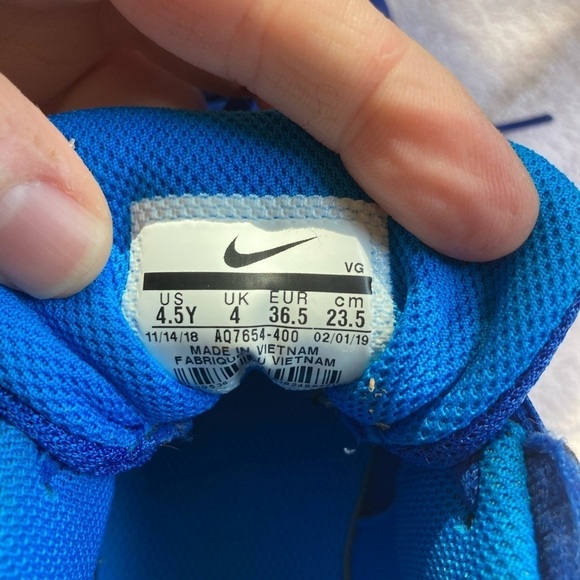 VG
US UK EUR cm
4.5Y 4 36.5 23.5
11/14/18 AQ7654-400 02/01/19
MADE IN VIETNAM
VIETNAM